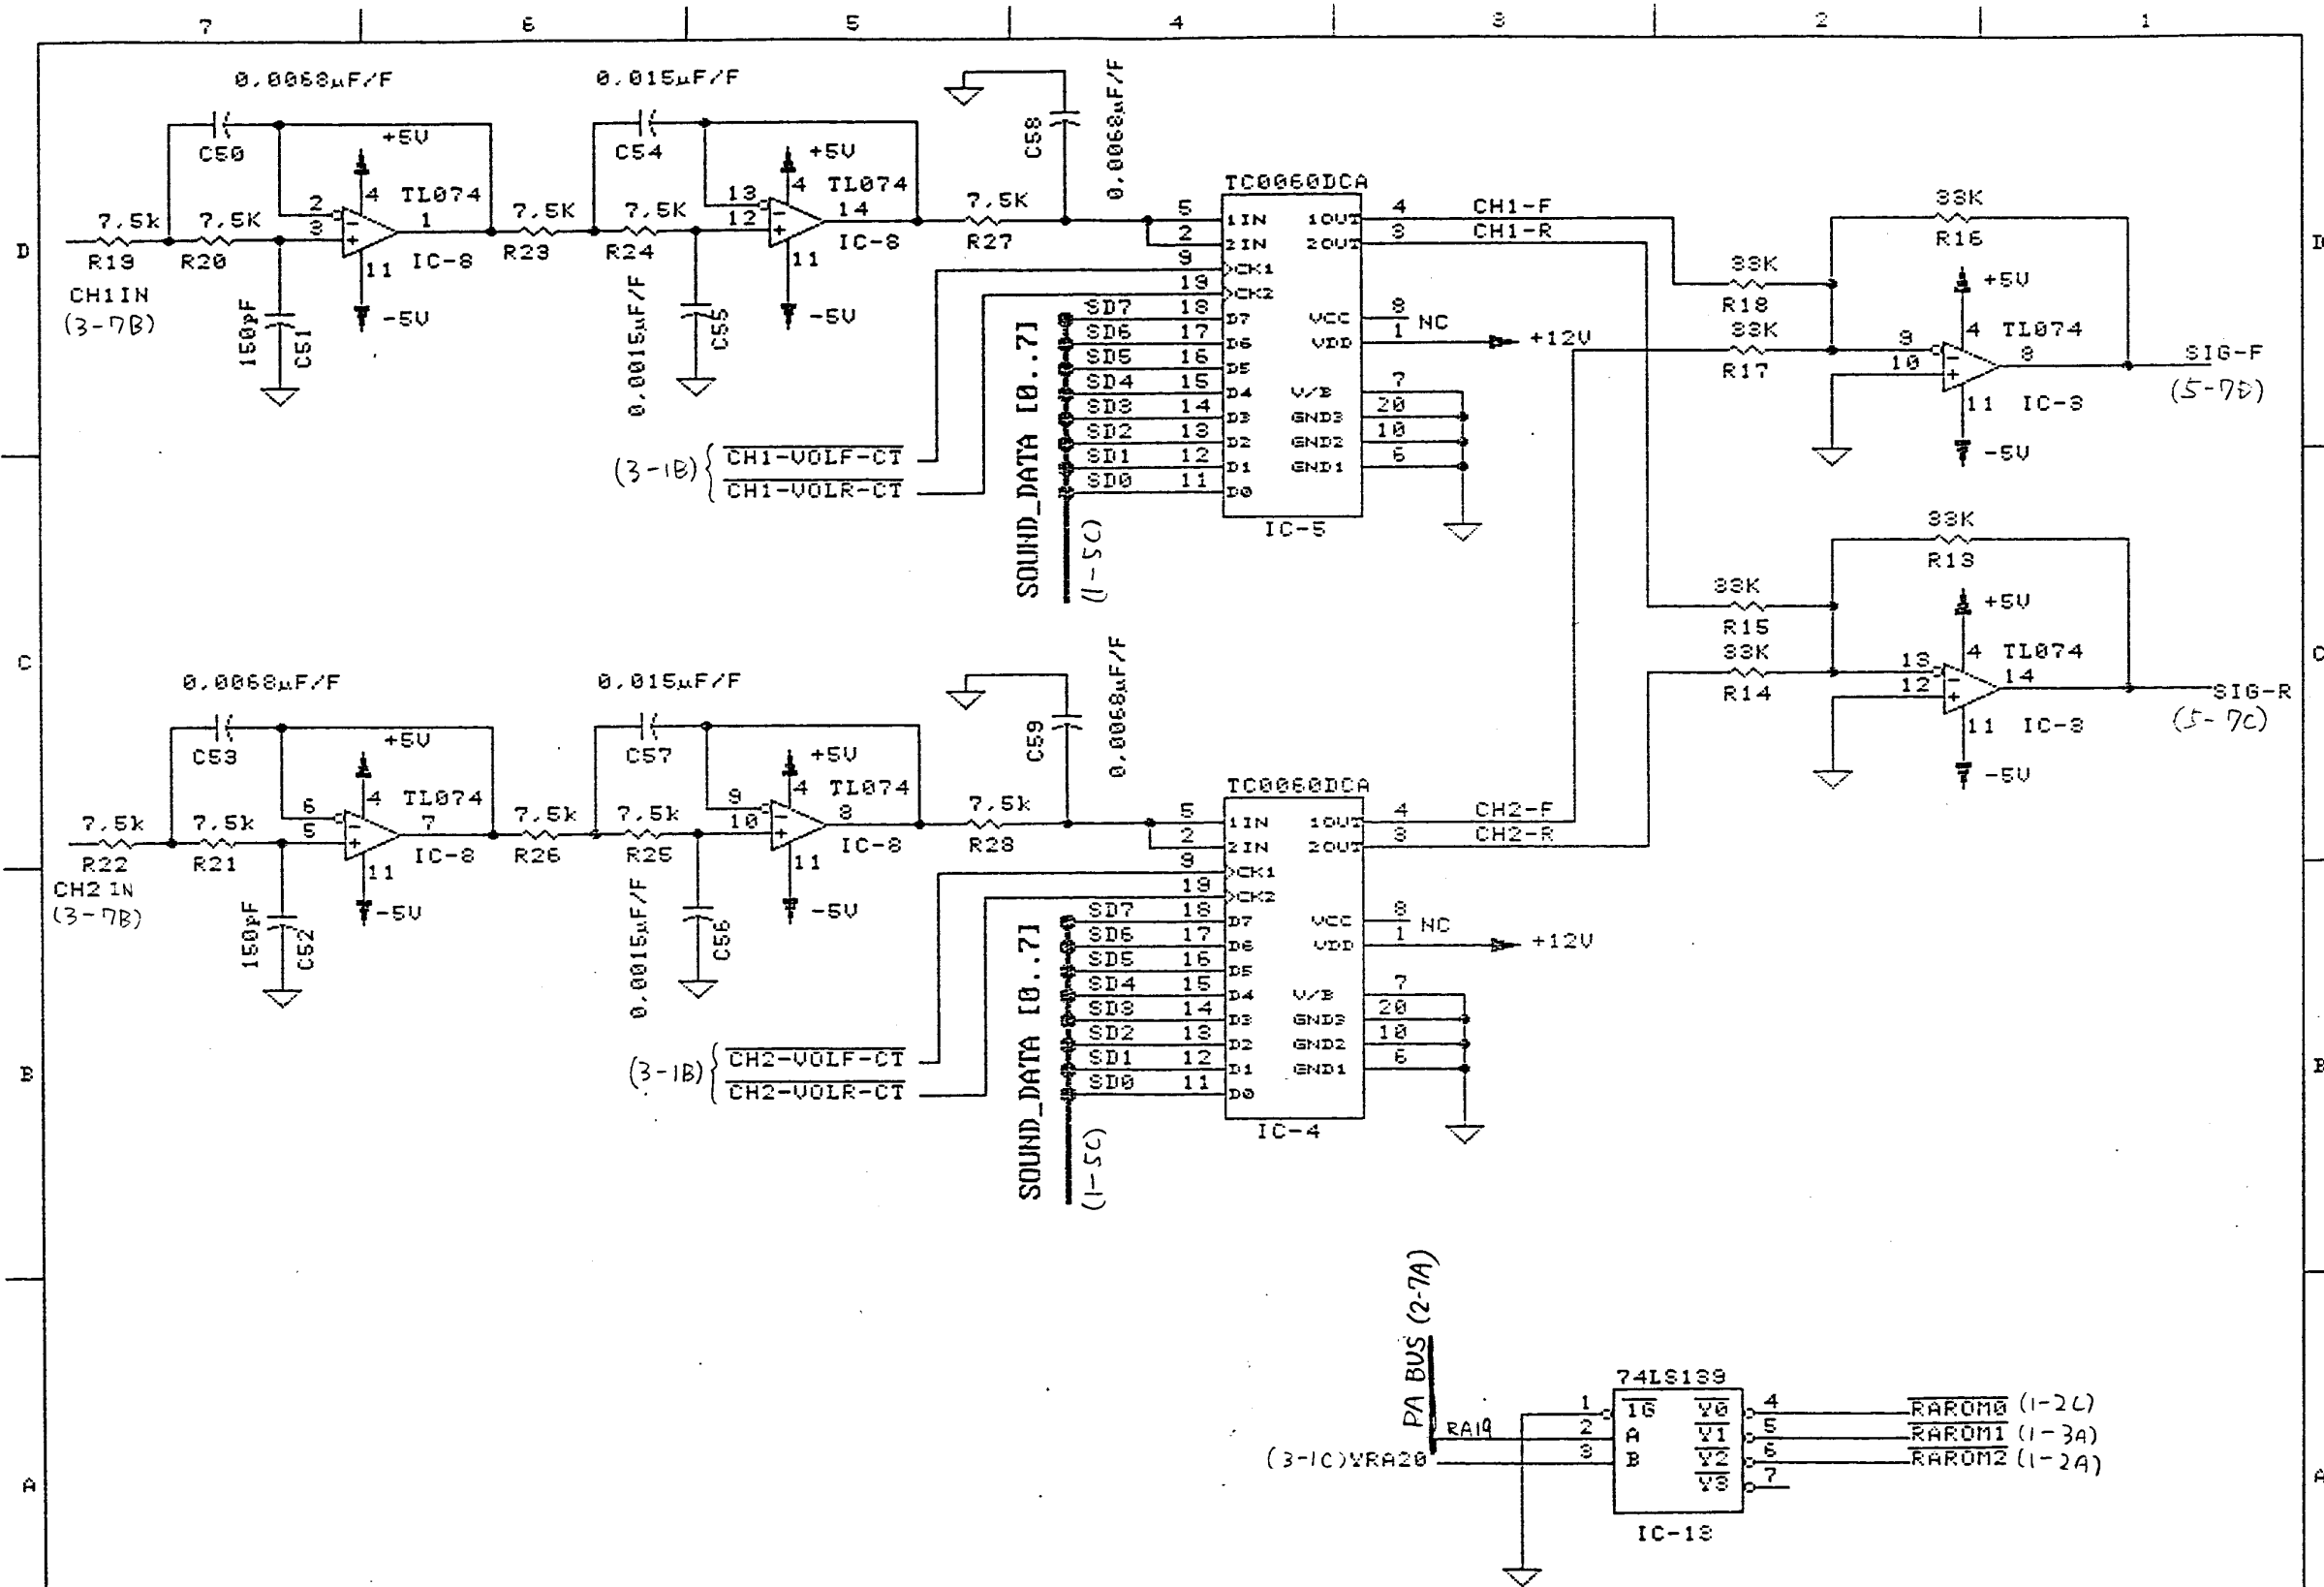 7 6 5 4 3 2 1
D
0.0068µF/F
C50
+5V
4 TL074
2
3
1
7.5k
R19
7.5K
R20
11
IC-8
-5V
CH1IN
(3-7B)
150pF
C51
7.5K
R23
0.015µF/F
C54
+5V
4 TL074
13
12
14
7.5K
R24
11
IC-8
-5V
0.0015µF/F
C55
7.5K
R27
C58
0.0068µF/F
TC0060DCA
5 1IN
2 2IN
9 CK1
19 CK2
SD7 18 D7
SD6 17 D6
SD5 16 D5
SD4 15 D4
SD3 14 D3
SD2 13 D2
SD1 12 D1
SD0 11 D0
1OUT 4 CH1-F
2OUT 3 CH1-R
VCC 8 NC
VDD 1 +12V
V/B 7
GND3 20
GND2 10
GND1 6
IC-5
SOUND_DATA [0..7]
(1-5C)
(3-1B) { CH1-VOLF-CT
CH1-VOLR-CT
33K
R16
33K
R18
33K
R17
+5V
4 TL074
9
10
8
11 IC-3
-5V
SIG-F
(5-7D)
D
C
33K
R13
33K
R15
33K
R14
+5V
4 TL074
13
12
14
11 IC-3
-5V
SIG-R
(5-7C)
C
0.0068µF/F
C53
+5V
4 TL074
6
5
7
7.5k
R22
7.5k
R21
11
IC-8
-5V
CH2 IN
(3-7B)
150pF
C52
7.5k
R26
0.015µF/F
C57
+5V
4 TL074
9
10
8
7.5k
R25
11
IC-8
-5V
0.0015µF/F
C56
7.5k
R28
C59
0.0068µF/F
TC0060DCA
5 1IN
2 2IN
9 CK1
19 CK2
SD7 18 D7
SD6 17 D6
SD5 16 D5
SD4 15 D4
SD3 14 D3
SD2 13 D2
SD1 12 D1
SD0 11 D0
1OUT 4 CH2-F
2OUT 3 CH2-R
VCC 8 NC
VDD 1 +12V
V/B 7
GND3 20
GND2 10
GND1 6
IC-4
SOUND_DATA [0..7]
(1-5C)
(3-1B) { CH2-VOLF-CT
CH2-VOLR-CT
B
B
PA BUS (2-7A)
74LS139
1 1G
RA19 2 A
(3-1C)YRA20 3 B
Y0 4 RAROM0 (1-2C)
Y1 5 RAROM1 (1-3A)
Y2 6 RAROM2 (1-2A)
Y3 7
IC-13
A
A